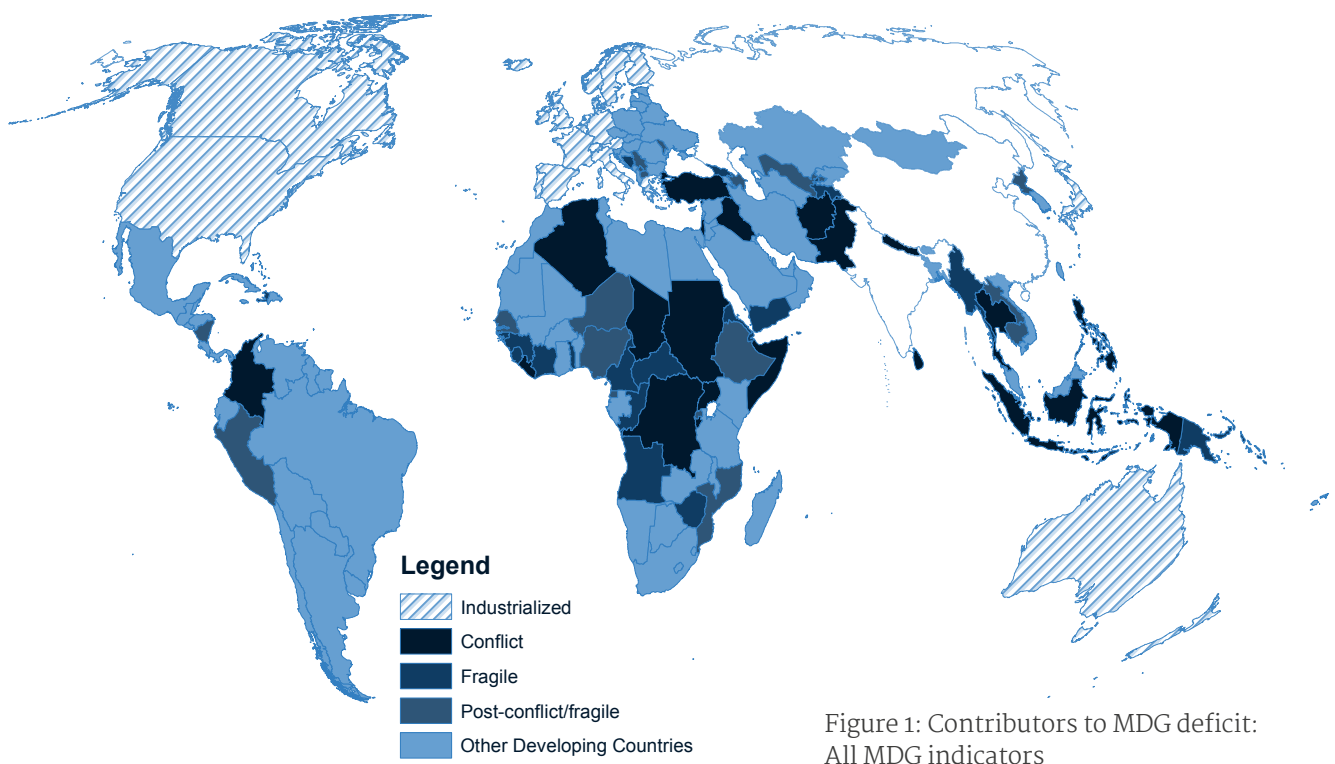 Legend
Industrialized
Conflict
Fragile
Post-conflict/fragile
Other Developing Countries
Figure 1: Contributors to MDG deficit:
All MDG indicators